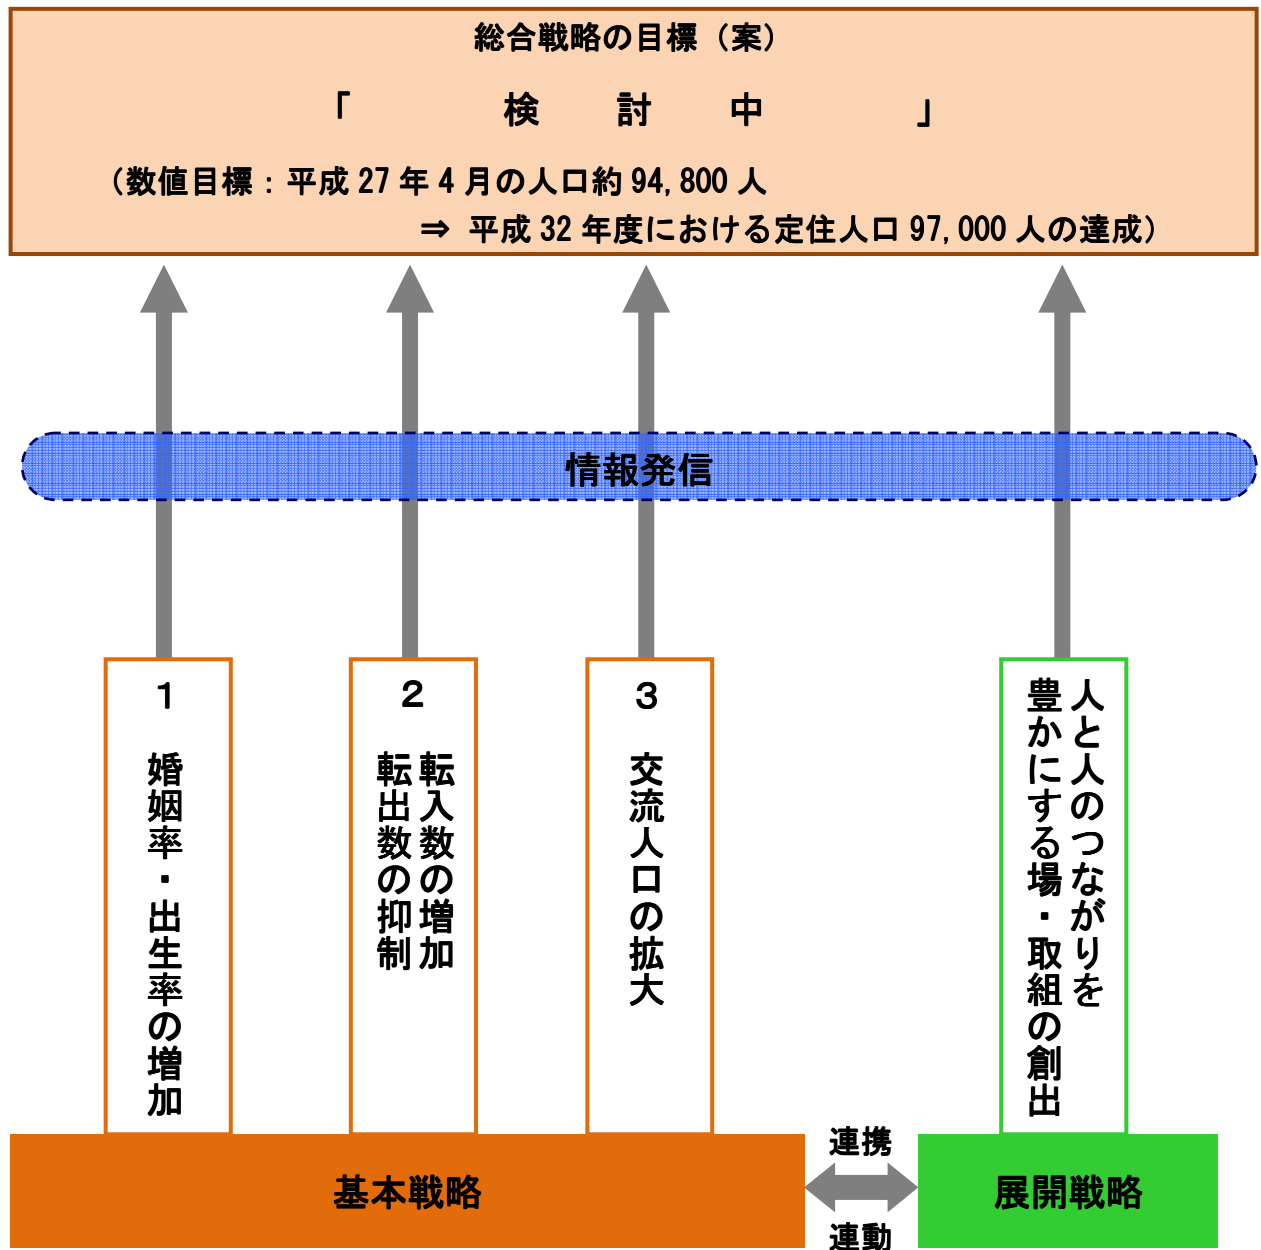 総合戦略の目標（案）
「　検　討　中　」
（数値目標：平成27年4月の人口約94,800人
⇒ 平成32年度における定住人口97,000人の達成）
情報発信
1 婚姻率・出生率の増加
2 転入数の増加
転出数の抑制
3 交流人口の拡大
人と人のつながりを
豊かにする場・取組の創出
基本戦略
連携
連動
展開戦略